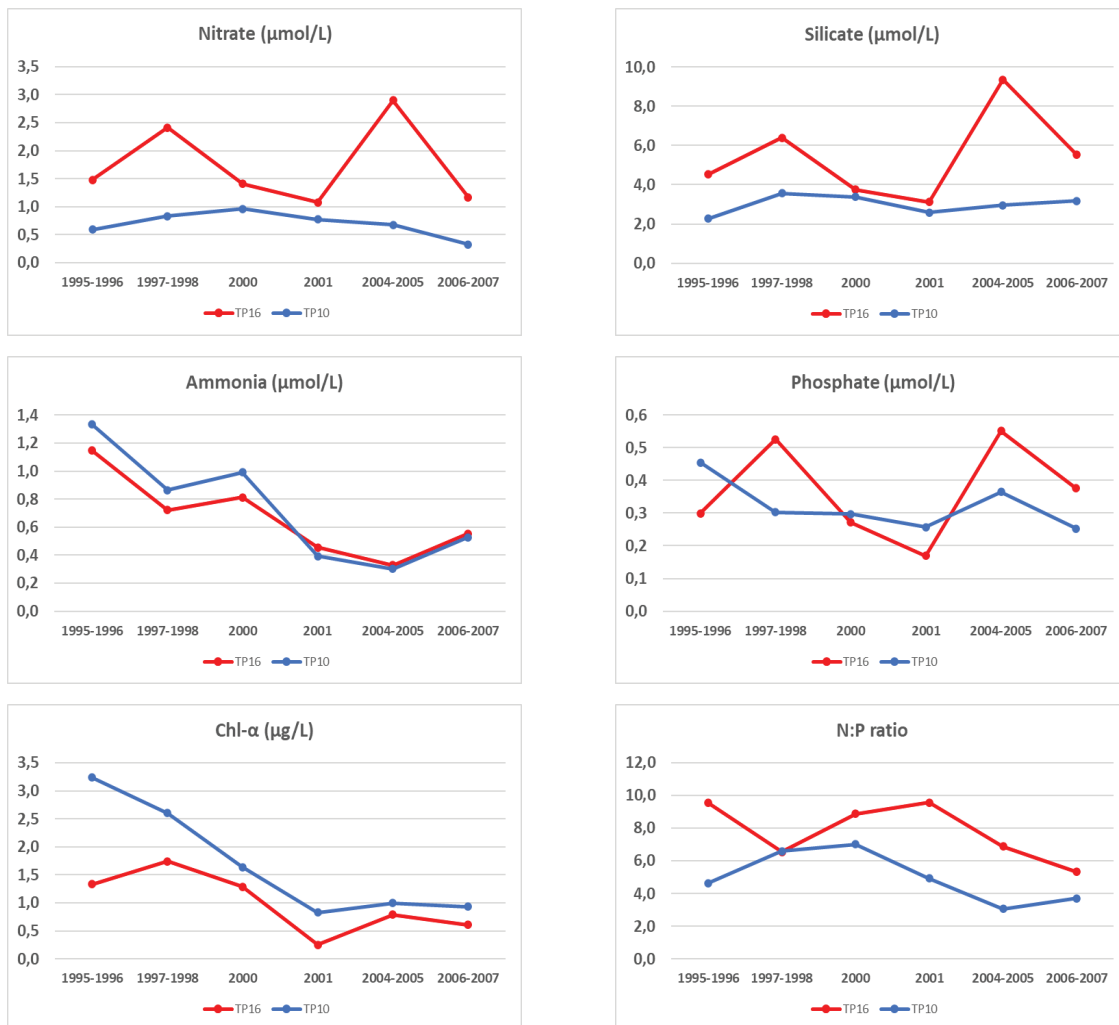 Nitrate (μmol/L)
3,5
3,0
2,5
2,0
1,5
1,0
0,5
0,0
1995-1996 1997-1998 2000 2001 2004-2005 2006-2007
TP16 TP10
Silicate (μmol/L)
10,0
8,0
6,0
4,0
2,0
0,0
1995-1996 1997-1998 2000 2001 2004-2005 2006-2007
TP16 TP10
Ammonia (μmol/L)
1,4
1,2
1,0
0,8
0,6
0,4
0,2
0,0
1995-1996 1997-1998 2000 2001 2004-2005 2006-2007
TP16 TP10
Phosphate (μmol/L)
0,6
0,5
0,4
0,3
0,2
0,1
0,0
1995-1996 1997-1998 2000 2001 2004-2005 2006-2007
TP16 TP10
Chl-α (μg/L)
3,5
3,0
2,5
2,0
1,5
1,0
0,5
0,0
1995-1996 1997-1998 2000 2001 2004-2005 2006-2007
TP16 TP10
N:P ratio
12,0
10,0
8,0
6,0
4,0
2,0
0,0
1995-1996 1997-1998 2000 2001 2004-2005 2006-2007
TP16 TP10